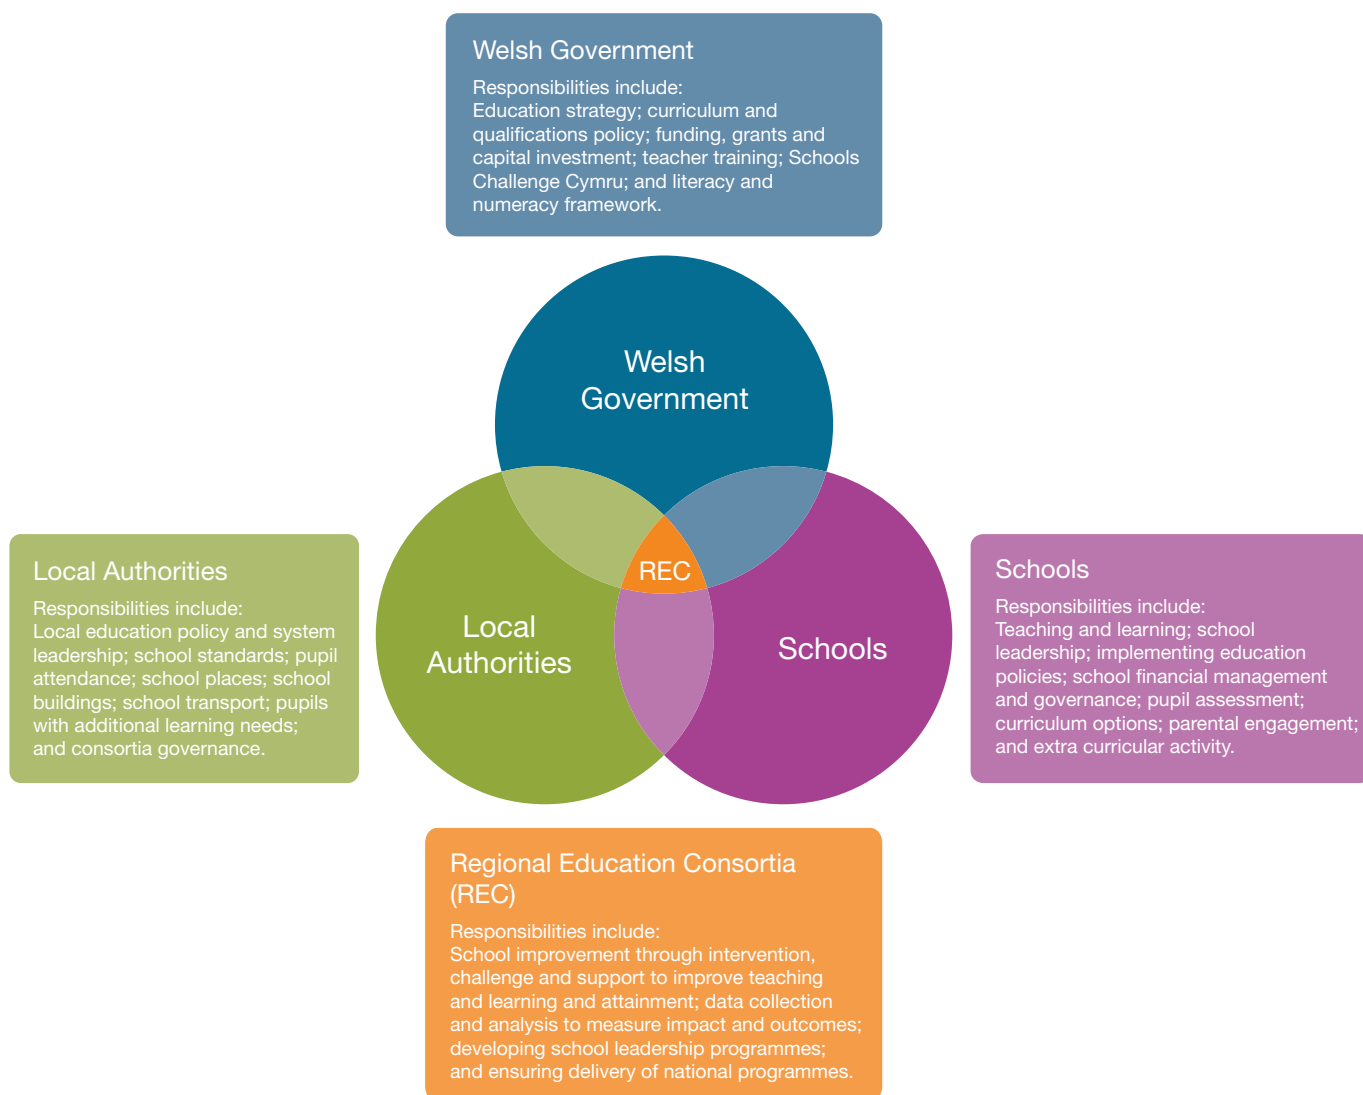 Welsh Government
Responsibilities include:
Education strategy; curriculum and
qualifications policy; funding, grants and
capital investment; teacher training; Schools
Challenge Cymru; and literacy and
numeracy framework.
Welsh
Government
REC
Local
Authorities
Schools
Local Authorities
Responsibilities include:
Local education policy and system
leadership; school standards; pupil
attendance; school places; school
buildings; school transport; pupils
with additional learning needs;
and consortia governance.
Schools
Responsibilities include:
Teaching and learning; school
leadership; implementing education
policies; school financial management
and governance; pupil assessment;
curriculum options; parental engagement;
and extra curricular activity.
Regional Education Consortia
(REC)
Responsibilities include:
School improvement through intervention,
challenge and support to improve teaching
and learning and attainment; data collection
and analysis to measure impact and outcomes;
developing school leadership programmes;
and ensuring delivery of national programmes.